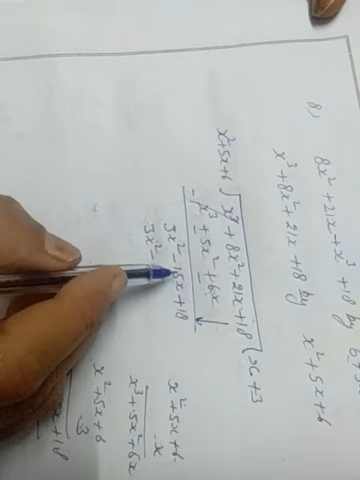 8) 8x² + 21x + x³ + 18 by
x³ + 8x² + 21x + 18 by x² + 5x + 6
x² + 5x + 6 ) x³ + 8x² + 21x + 18 ( x + 3
- x³ + 5x² + 6x
3x² - 15x + 18
3x² -
x² + 5x + 6
x
x³ + 5x² + 6x
x² + 5x + 6
3
x + 18